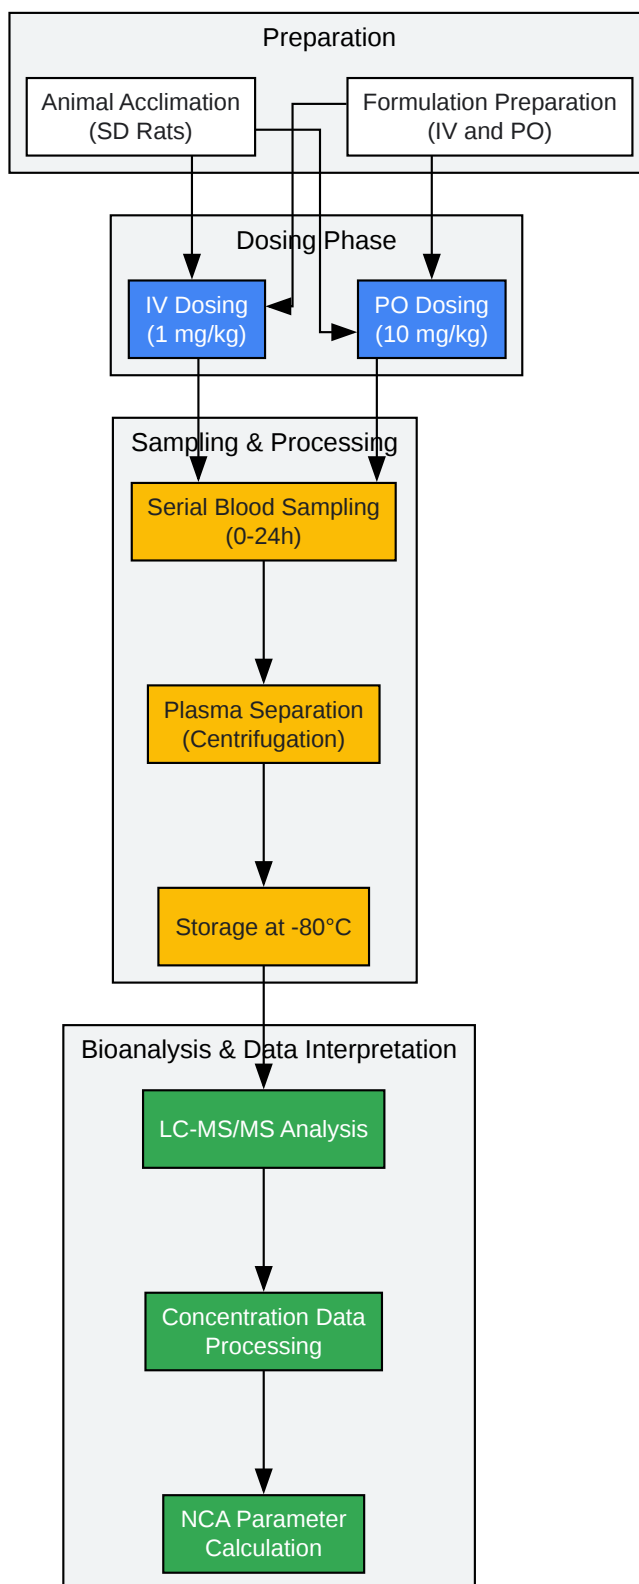 Preparation
Animal Acclimation
(SD Rats)
Formulation Preparation
(IV and PO)
Dosing Phase
IV Dosing
(1 mg/kg)
PO Dosing
(10 mg/kg)
Sampling & Processing
Serial Blood Sampling
(0-24h)
Plasma Separation
(Centrifugation)
Storage at -80°C
Bioanalysis & Data Interpretation
LC-MS/MS Analysis
Concentration Data
Processing
NCA Parameter
Calculation